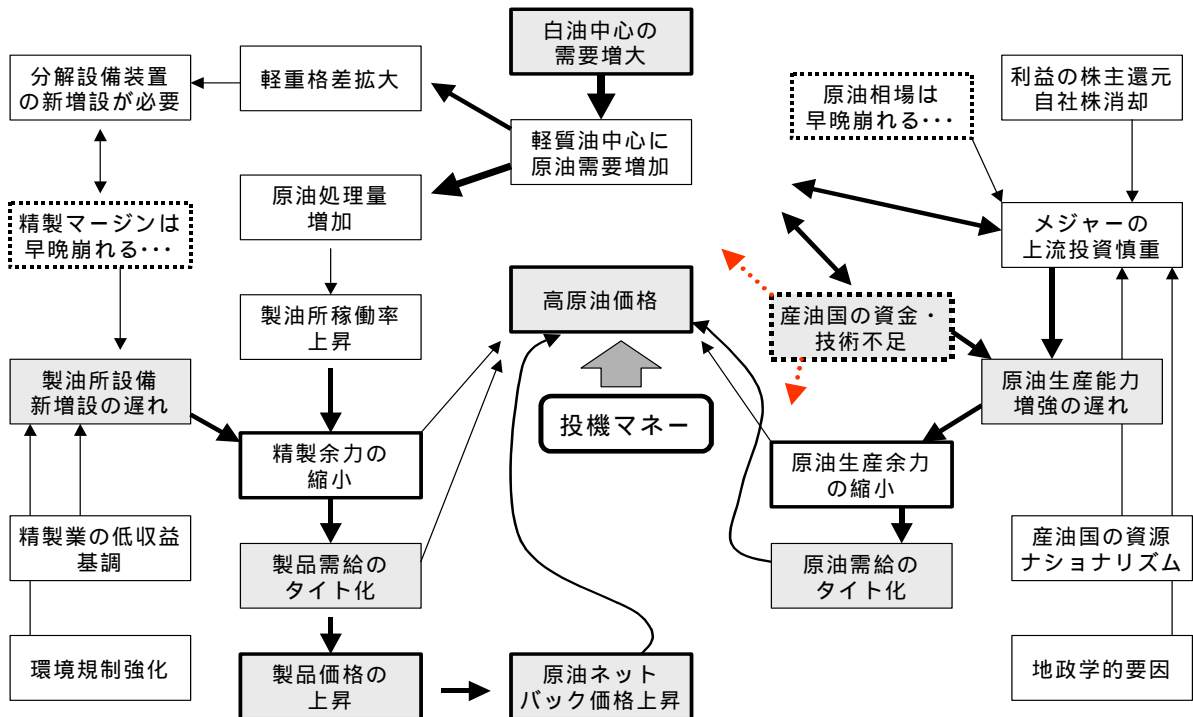 白油中心の
需要増大
分解設備装置
の新増設が必要
軽重格差拡大
軽質油中心に
原油需要増加
原油相場は
早晩崩れる･･･
利益の株主還元
自社株消却
精製マージンは
早晩崩れる･･･
原油処理量
増加
メジャーの
上流投資慎重
製油所稼働率
上昇
高原油価格
産油国の資金・
技術不足
製油所設備
新増設の遅れ
投機マネー
原油生産能力
増強の遅れ
精製余力の
縮小
原油生産余力
の縮小
精製業の低収益
基調
製品需給の
タイト化
原油需給の
タイト化
産油国の資源
ナショナリズム
環境規制強化
製品価格の
上昇
原油ネット
バック価格上昇
地政学的要因